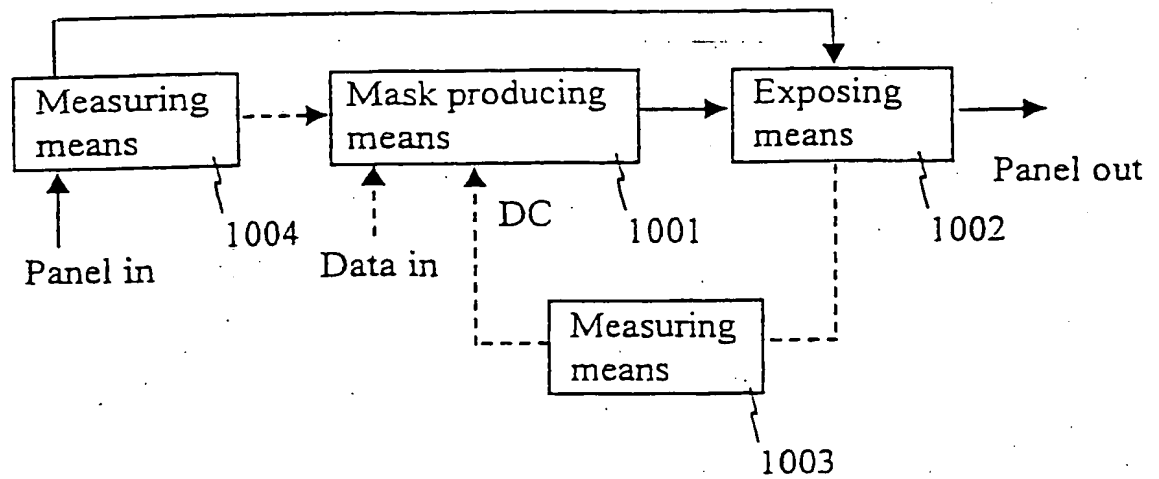 Measuring
means
Mask producing
means
Exposing
means
Panel out
1004
DC
1001
1002
Panel in
Data in
Measuring
means
1003